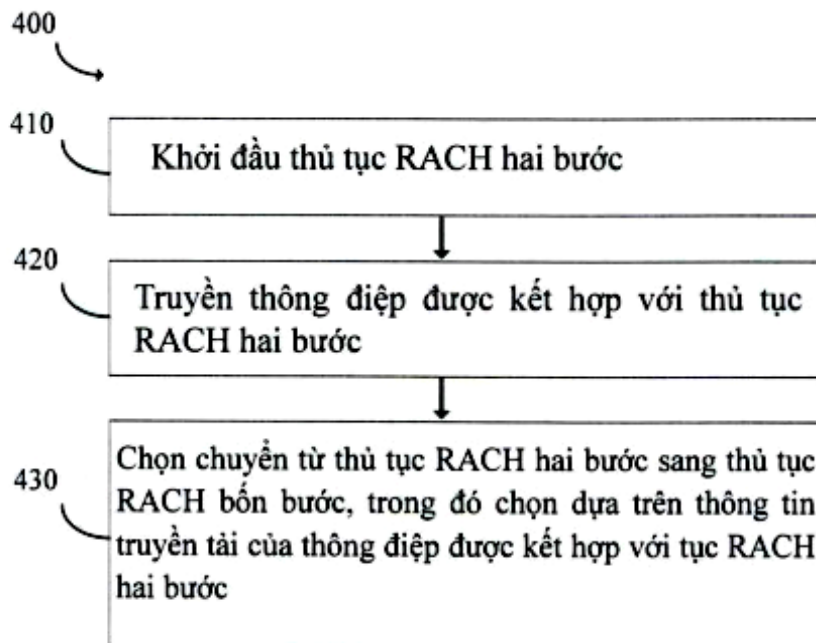 400
410
Khởi đầu thủ tục RACH hai bước
420
Truyền thông điệp được kết hợp với thủ tục
RACH hai bước
430
Chọn chuyển từ thủ tục RACH hai bước sang thủ tục
RACH bốn bước, trong đó chọn dựa trên thông tin
truyền tải của thông điệp được kết hợp với tục RACH
hai bước